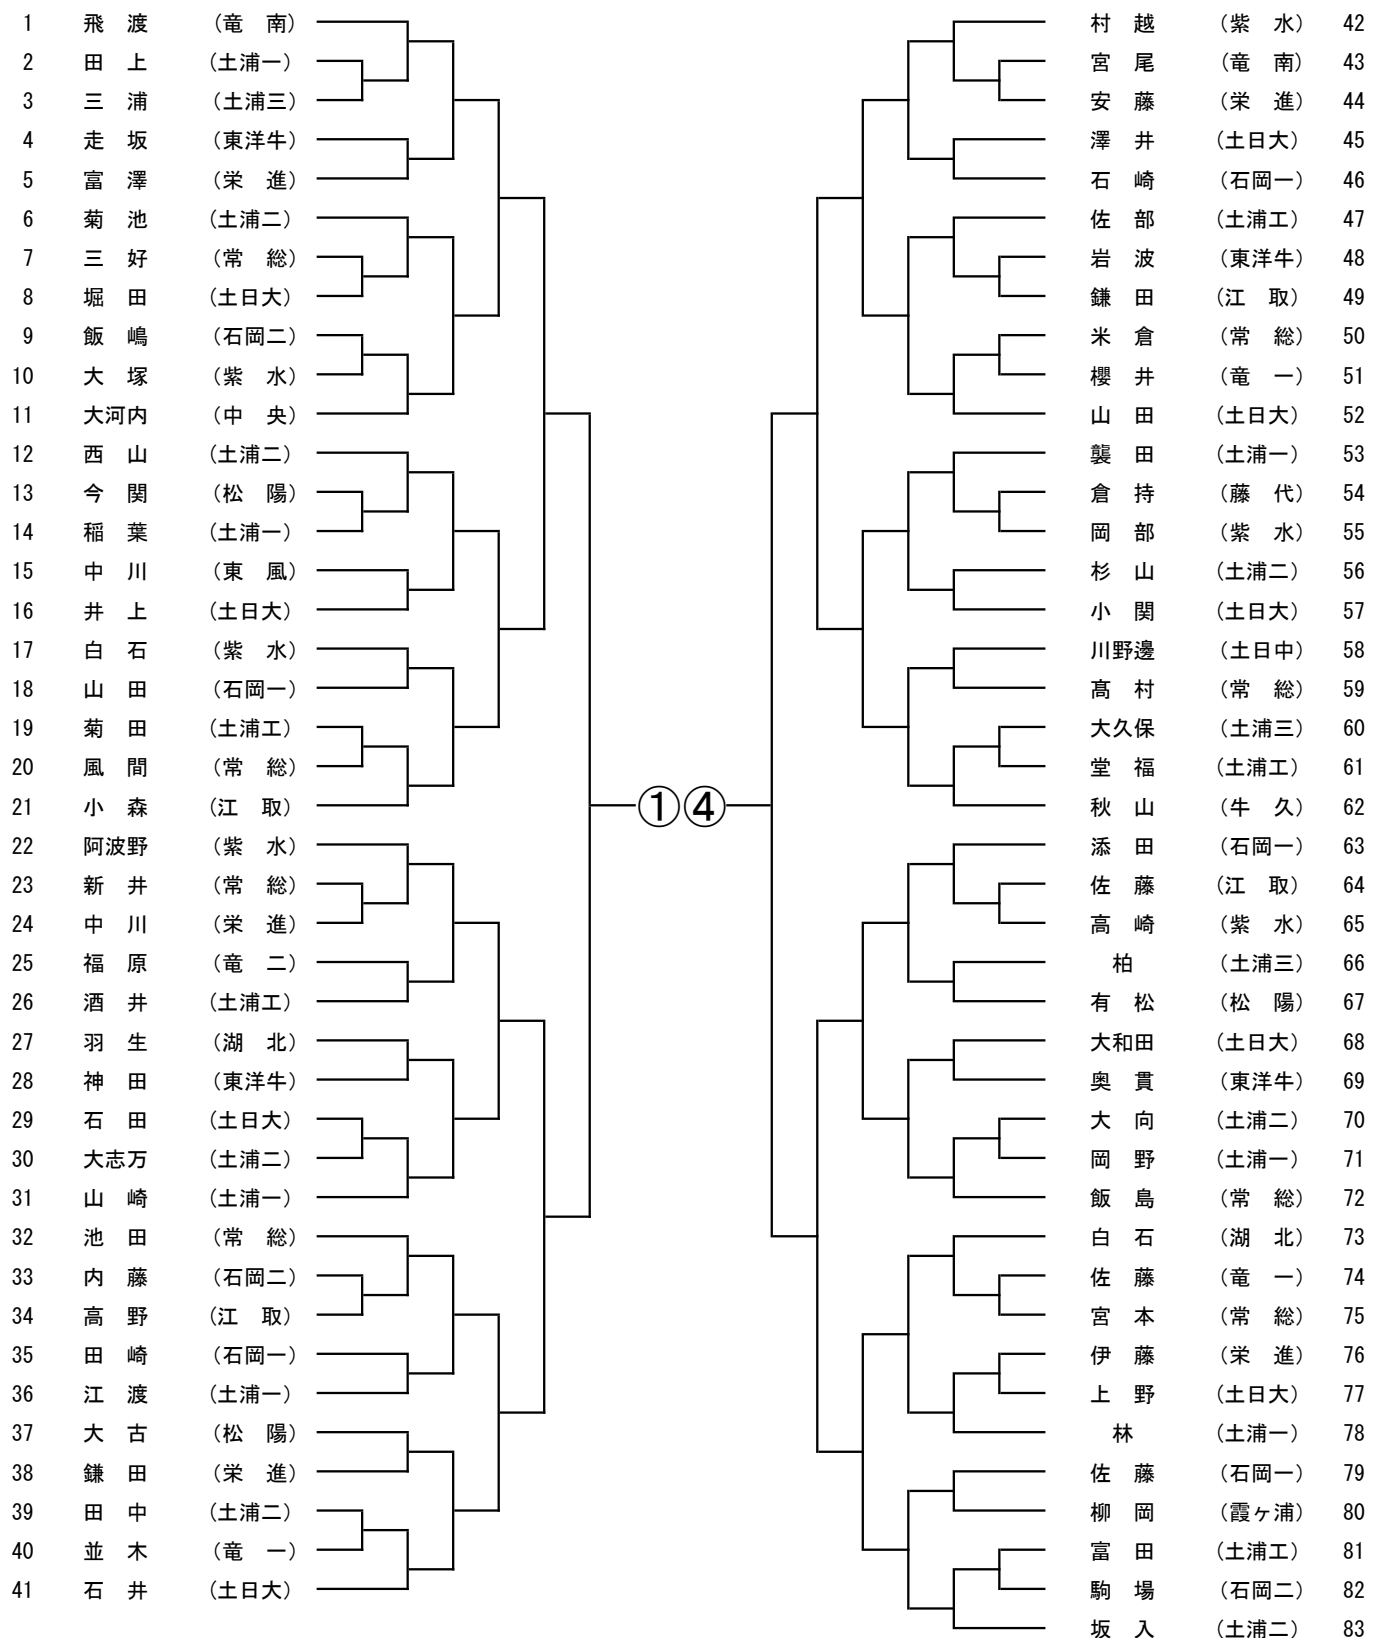 1 飛 渡 （竜 南）
2 田 上 （土浦一）
3 三 浦 （土浦三）
4 走 坂 （東洋牛）
5 富 澤 （栄 進）
6 菊 池 （土浦二）
7 三 好 （常 総）
8 堀 田 （土日大）
9 飯 嶋 （石岡二）
10 大 塚 （紫 水）
11 大河内 （中 央）
12 西 山 （土浦二）
13 今 関 （松 陽）
14 稲 葉 （土浦一）
15 中 川 （東 風）
16 井 上 （土日大）
17 白 石 （紫 水）
18 山 田 （石岡一）
19 菊 田 （土浦工）
20 風 間 （常 総）
21 小 森 （江 取）
22 阿波野 （紫 水）
23 新 井 （常 総）
24 中 川 （栄 進）
25 福 原 （竜 二）
26 酒 井 （土浦工）
27 羽 生 （湖 北）
28 神 田 （東洋牛）
29 石 田 （土日大）
30 大志万 （土浦二）
31 山 崎 （土浦一）
32 池 田 （常 総）
33 内 藤 （石岡二）
34 高 野 （江 取）
35 田 崎 （石岡一）
36 江 渡 （土浦一）
37 大 古 （松 陽）
38 鎌 田 （栄 進）
39 田 中 （土浦二）
40 並 木 （竜 一）
41 石 井 （土日大）
①④
村 越 （紫 水） 42
宮 尾 （竜 南） 43
安 藤 （栄 進） 44
澤 井 （土日大） 45
石 崎 （石岡一） 46
佐 部 （土浦工） 47
岩 波 （東洋牛） 48
鎌 田 （江 取） 49
米 倉 （常 総） 50
櫻 井 （竜 一） 51
山 田 （土日大） 52
襲 田 （土浦一） 53
倉 持 （藤 代） 54
岡 部 （紫 水） 55
杉 山 （土浦二） 56
小 関 （土日大） 57
川野邊 （土日中） 58
髙 村 （常 総） 59
大久保 （土浦三） 60
堂 福 （土浦工） 61
秋 山 （牛 久） 62
添 田 （石岡一） 63
佐 藤 （江 取） 64
高 崎 （紫 水） 65
柏 （土浦三） 66
有 松 （松 陽） 67
大和田 （土日大） 68
奥 貫 （東洋牛） 69
大 向 （土浦二） 70
岡 野 （土浦一） 71
飯 島 （常 総） 72
白 石 （湖 北） 73
佐 藤 （竜 一） 74
宮 本 （常 総） 75
伊 藤 （栄 進） 76
上 野 （土日大） 77
林 （土浦一） 78
佐 藤 （石岡一） 79
柳 岡 （霞ヶ浦） 80
富 田 （土浦工） 81
駒 場 （石岡二） 82
坂 入 （土浦二） 83